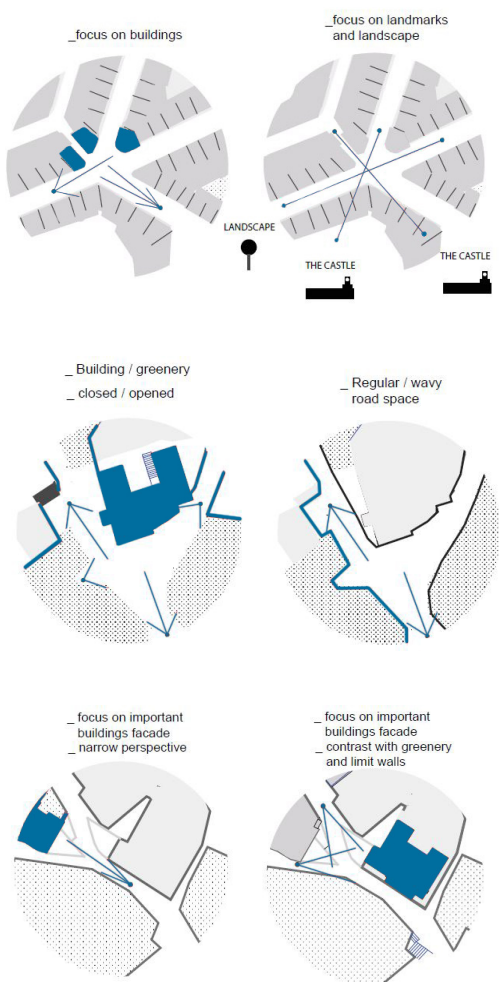 _focus on buildings
_focus on landmarks
and landscape
LANDSCAPE
THE CASTLE
THE CASTLE
_ Building / greenery
_ closed / opened
_ Regular / wavy
road space
_ focus on important
buildings facade
_ narrow perspective
_ focus on important
buildings facade
_ contrast with greenery
and limit walls